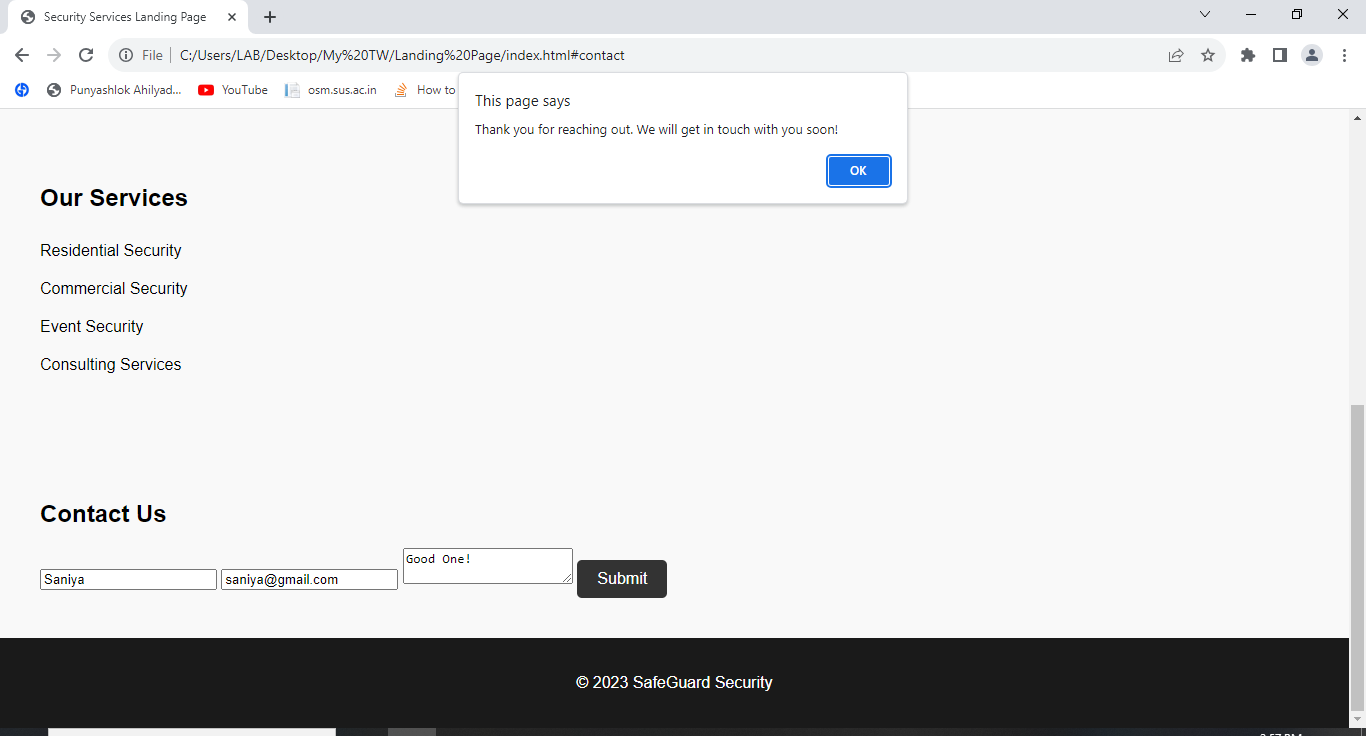 Security Services Landing Page
File C:/Users/LAB/Desktop/My%20TW/Landing%20Page/index.html#contact
Punyashlok Ahilyad... YouTube osm.sus.ac.in How to
This page says
Thank you for reaching out. We will get in touch with you soon!
OK
Our Services
Residential Security
Commercial Security
Event Security
Consulting Services
Contact Us
Saniya saniya@gmail.com Good One! Submit
© 2023 SafeGuard Security